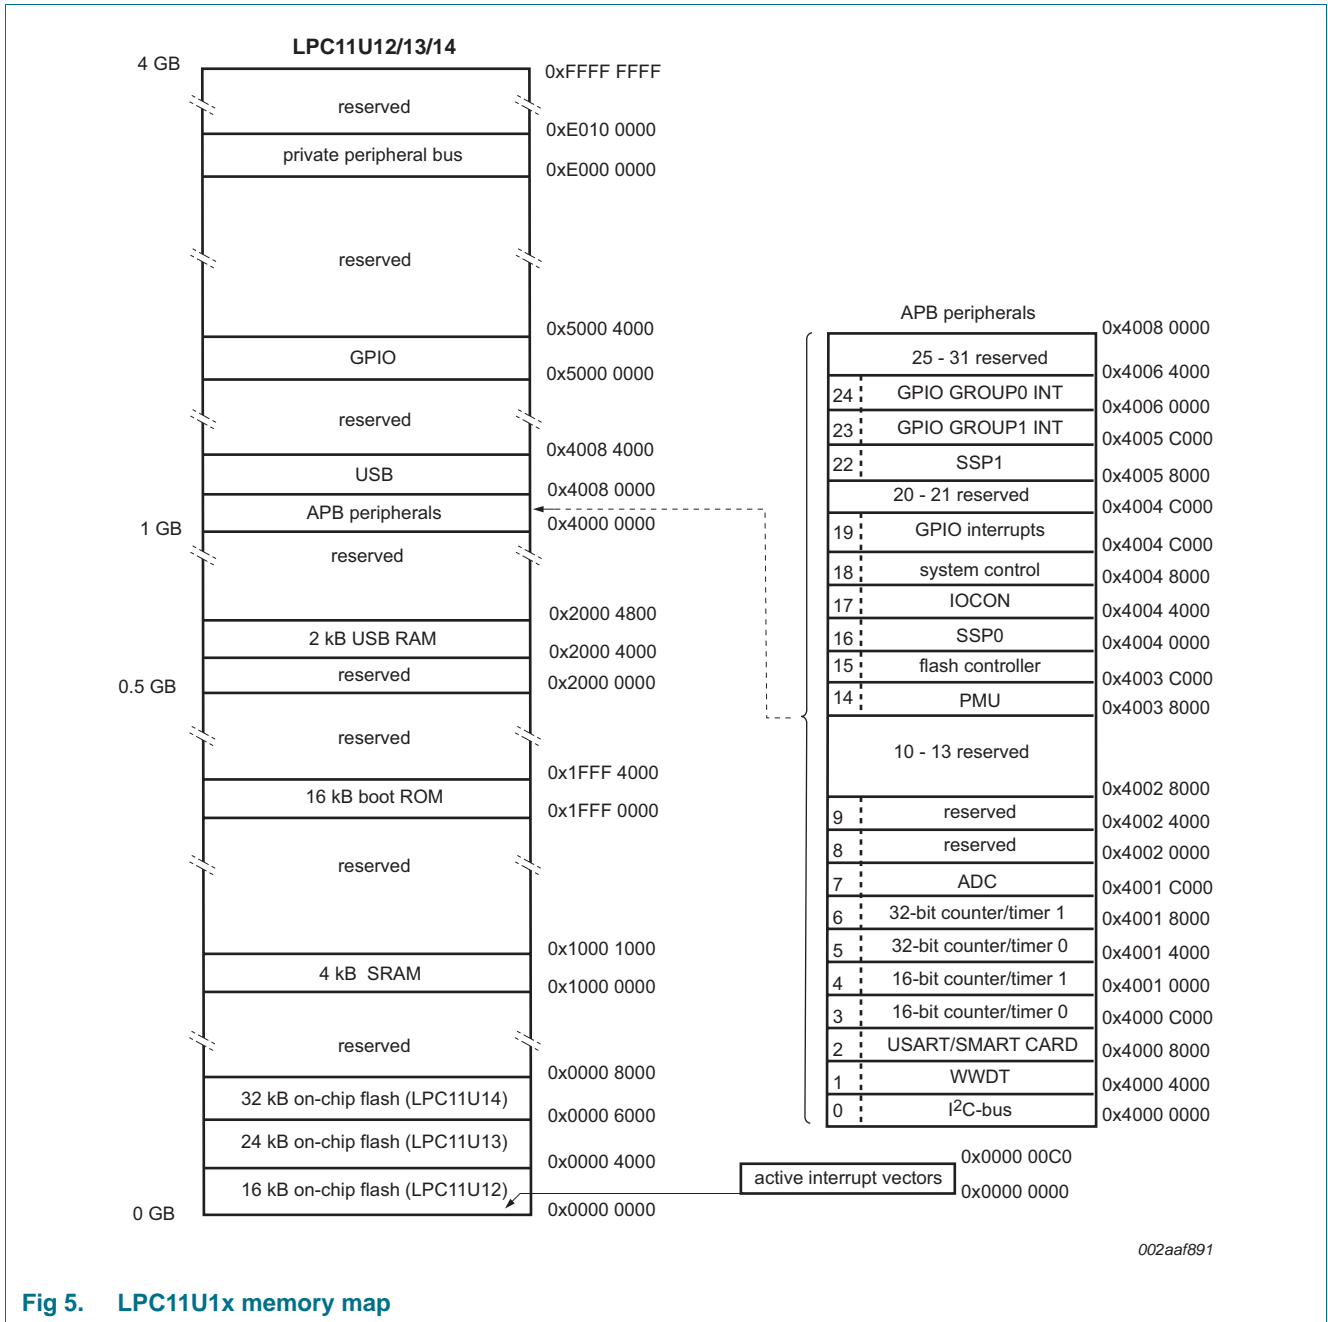 LPC11U12/13/14
4 GB
0xFFFF FFFF
reserved
0xE010 0000
private peripheral bus
0xE000 0000
reserved
0x5000 4000
GPIO
0x5000 0000
reserved
0x4008 4000
USB
0x4008 0000
APB peripherals
1 GB
0x4000 0000
reserved
0x2000 4800
2 kB USB RAM
0x2000 4000
reserved
0.5 GB
0x2000 0000
reserved
0x1FFF 4000
16 kB boot ROM
0x1FFF 0000
reserved
0x1000 1000
4 kB SRAM
0x1000 0000
reserved
0x0000 8000
32 kB on-chip flash (LPC11U14)
0x0000 6000
24 kB on-chip flash (LPC11U13)
0x0000 4000
16 kB on-chip flash (LPC11U12)
0 GB
0x0000 0000
APB peripherals
0x4008 0000
25 - 31 reserved
0x4006 4000
24 GPIO GROUP0 INT
0x4006 0000
23 GPIO GROUP1 INT
0x4005 C000
22 SSP1
0x4005 8000
20 - 21 reserved
0x4004 C000
19 GPIO interrupts
0x4004 C000
18 system control
0x4004 8000
17 IOCON
0x4004 4000
16 SSP0
0x4004 0000
15 flash controller
0x4003 C000
14 PMU
0x4003 8000
10 - 13 reserved
0x4002 8000
9 reserved
0x4002 4000
8 reserved
0x4002 0000
7 ADC
0x4001 C000
6 32-bit counter/timer 1
0x4001 8000
5 32-bit counter/timer 0
0x4001 4000
4 16-bit counter/timer 1
0x4001 0000
3 16-bit counter/timer 0
0x4000 C000
2 USART/SMART CARD
0x4000 8000
1 WWDT
0x4000 4000
0 I2C-bus
0x4000 0000
0x0000 00C0
active interrupt vectors
0x0000 0000
002aaf891
Fig 5. LPC11U1x memory map